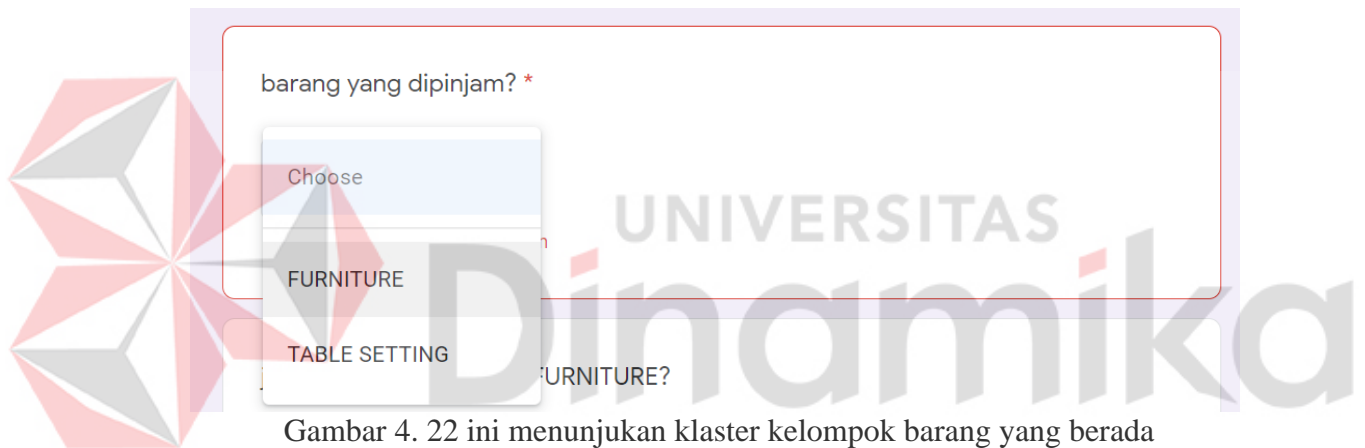 barang yang dipinjam? *
Choose
UNIVERSITAS
FURNITURE
Dinamika
TABLE SETTING
FURNITURE?
Gambar 4. 22 ini menunjukan klaster kelompok barang yang berada